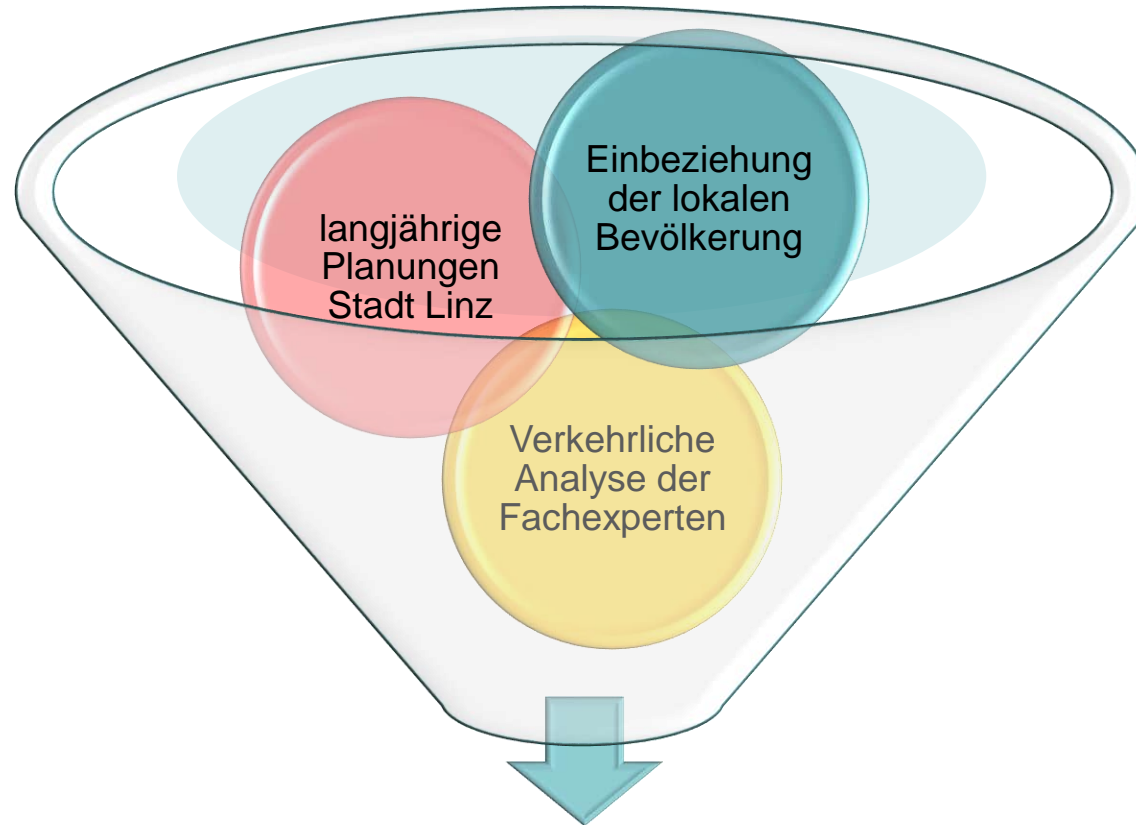 langjährige
Planungen
Stadt Linz
Einbeziehung
der lokalen
Bevölkerung
Verkehrliche
Analyse der
Fachexperten